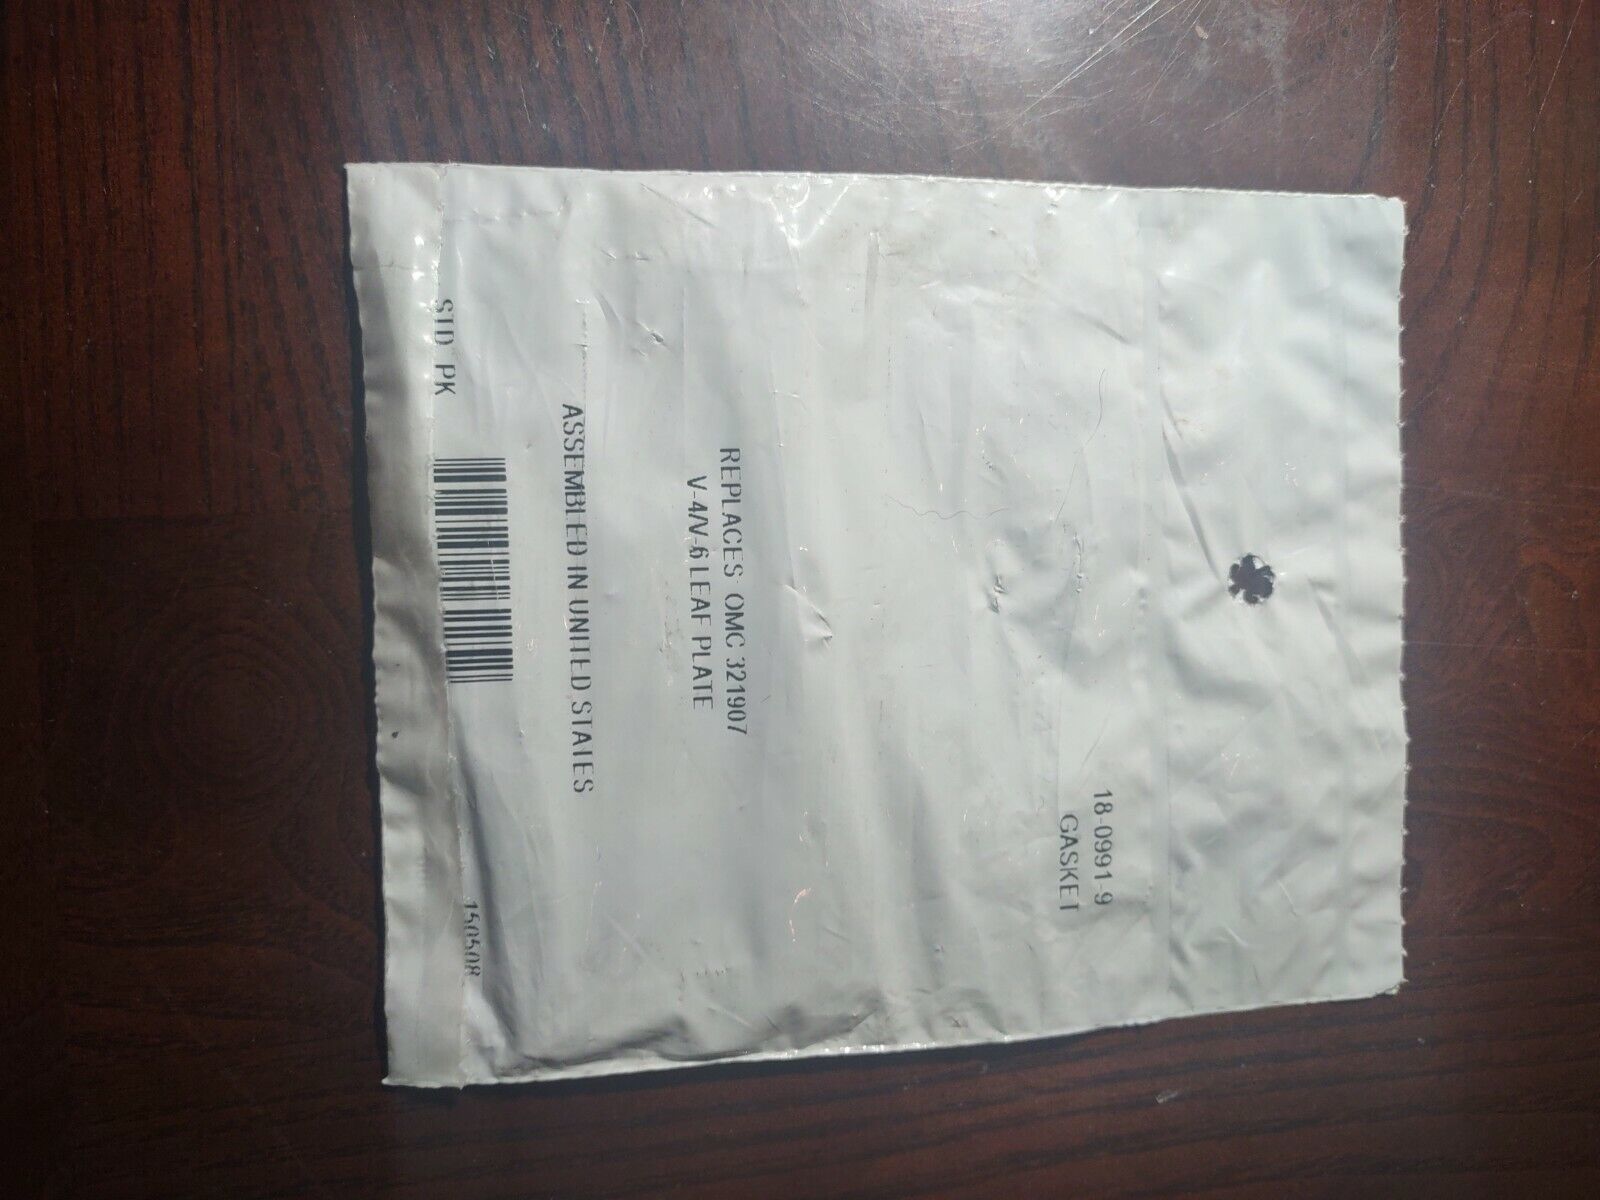 18-0991-9
GASKET
REPLACES OMC 321907
V-4/V-6 LEAF PLATE
ASSEMBLED IN UNITED STATES
STD PK
150508